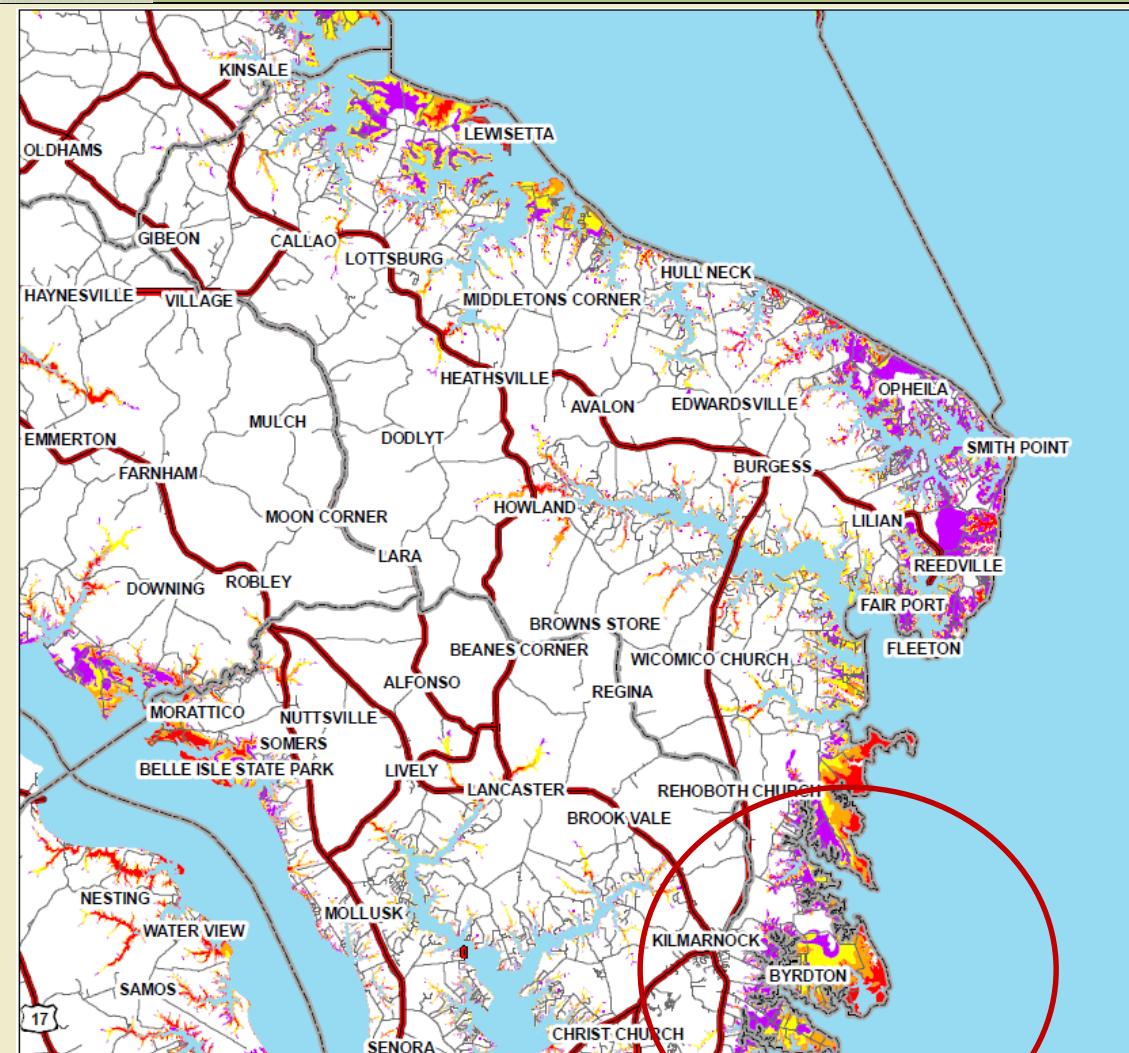 KINSALE
LEWISETTA
OLDHAMS
GIBEON
CALLAO
LOTTSBURG
HULL NECK
HAYNESVILLE
VILLAGE
MIDDLETONS CORNER
HEATHSVILLE
OPHEILA
AVALON
EDWARDSVILLE
MULCH
EMMERTON
DODLYT
SMITH POINT
FARNHAM
BURGESS
HOWLAND
MOON CORNER
LILIAN
LARA
REEDVILLE
ROBLEY
DOWNING
FAIR PORT
BROWNS STORE
BEANES CORNER
FLEETON
WICOMICO CHURCH
ALFONSO
REGINA
MORATTICO
NUTTSVILLE
SOMERS
BELLE ISLE STATE PARK
LIVELY
LANCASTER
REHOBOTH CHURCH
BROOK VALE
NESTING
MOLLUSK
WATER VIEW
KILMARNOCK
BYRDTON
SAMOS
17
CHRIST CHURCH
SENORA